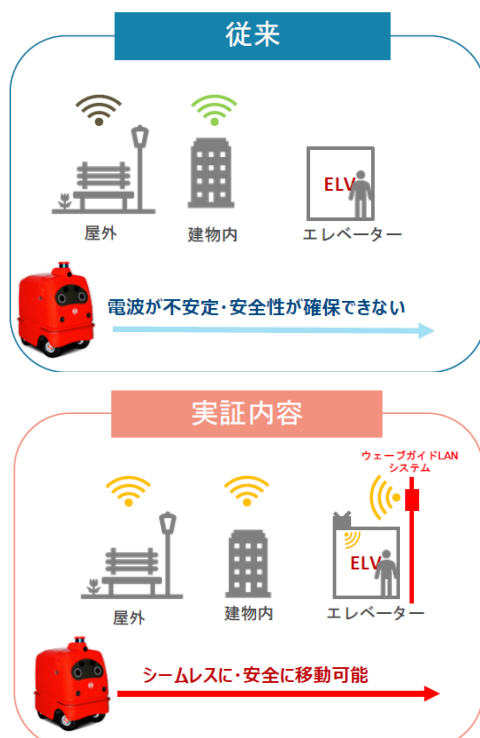 従来
ELV
屋外
建物内
エレベーター
電波が不安定・安全性が確保できない
実証内容
ウェーブガイドLAN
システム
ELV
屋外
建物内
エレベーター
シームレスに・安全に移動可能